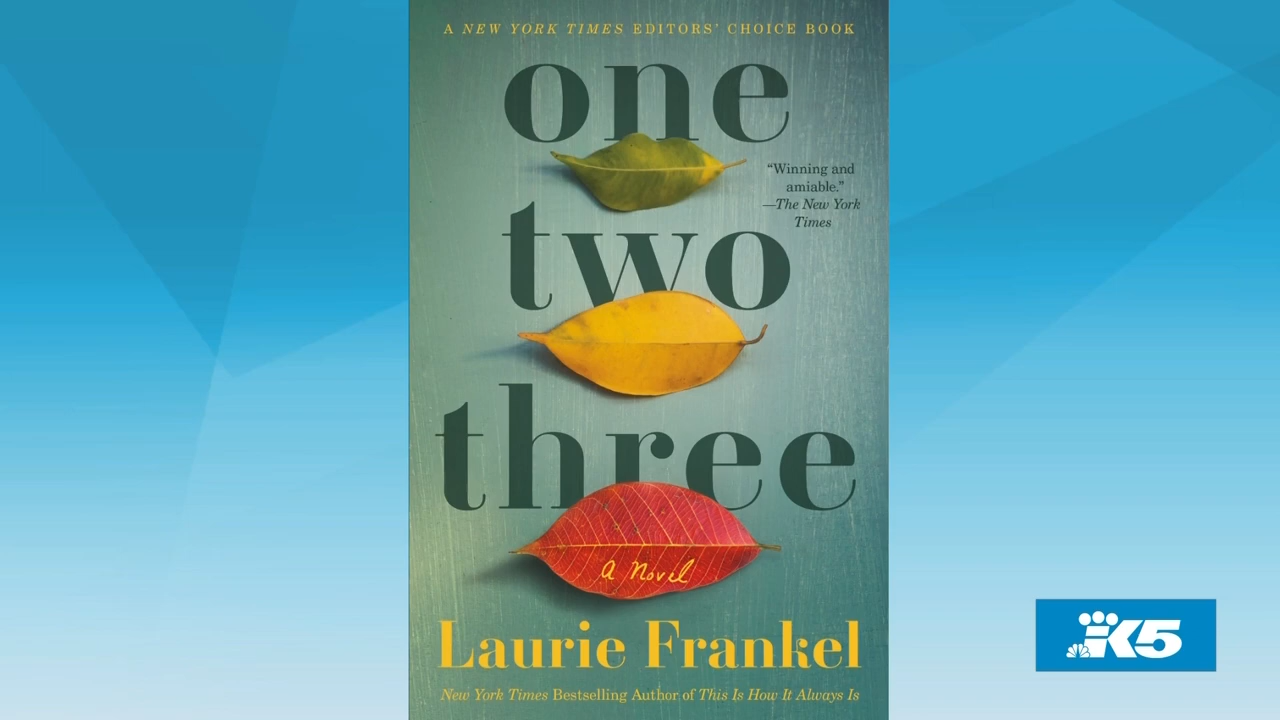 A NEW YORK TIMES EDITORS' CHOICE BOOK
one
“Winning and
amiable.”
—The New York
Times
two
three
a Novel
Laurie Frankel
New York Times Bestselling Author of This Is How It Always Is
K5